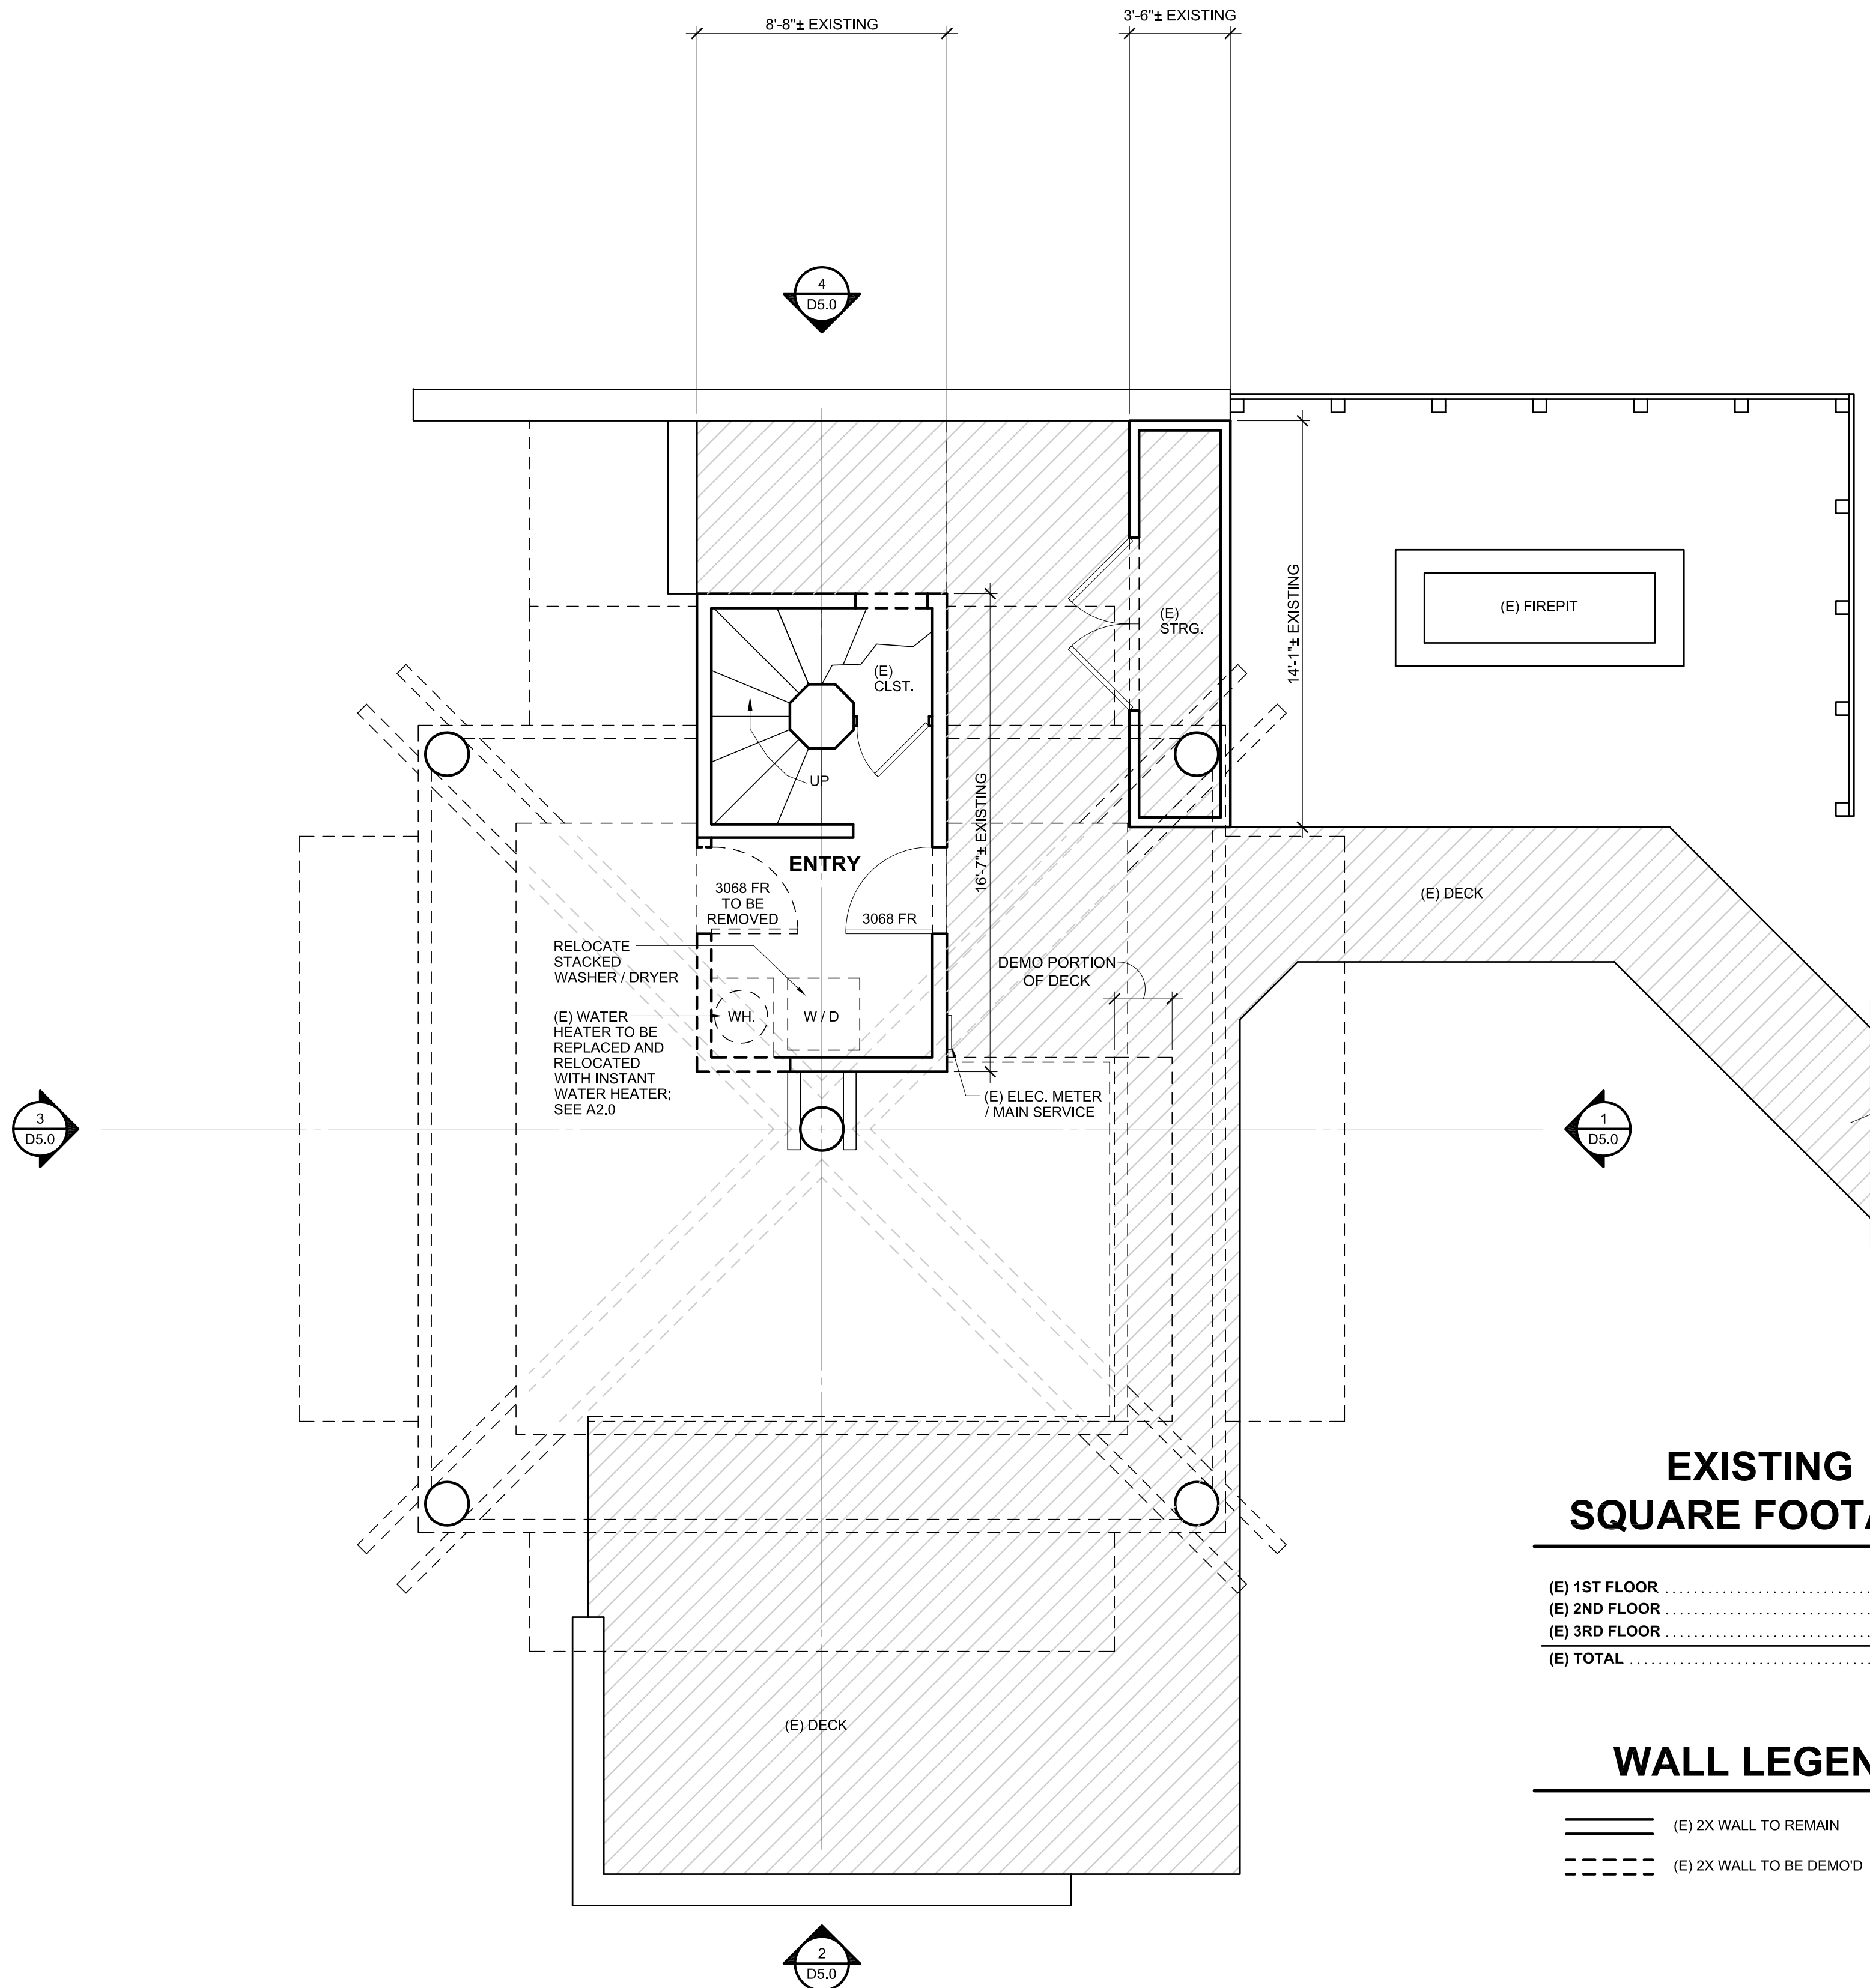 8'-8"± EXISTING
3'-6"± EXISTING
4
D5.0
14'-1"± EXISTING
(E) FIREPIT
(E)
STRG.
(E)
CLST.
UP
16'-7"± EXISTING
ENTRY
3068 FR
TO BE
REMOVED
3068 FR
(E) DECK
RELOCATE
STACKED
WASHER / DRYER
DEMO PORTION
OF DECK
(E) WATER
HEATER TO BE
REPLACED AND
RELOCATED
WITH INSTANT
WATER HEATER;
SEE A2.0
WH.
W / D
(E) ELEC. METER
/ MAIN SERVICE
3
D5.0
1
D5.0
EXISTING
SQUARE FOOTA
(E) 1ST FLOOR
(E) 2ND FLOOR
(E) 3RD FLOOR
(E) TOTAL
(E) DECK
WALL LEGEN
(E) 2X WALL TO REMAIN
(E) 2X WALL TO BE DEMO'D
2
D5.0